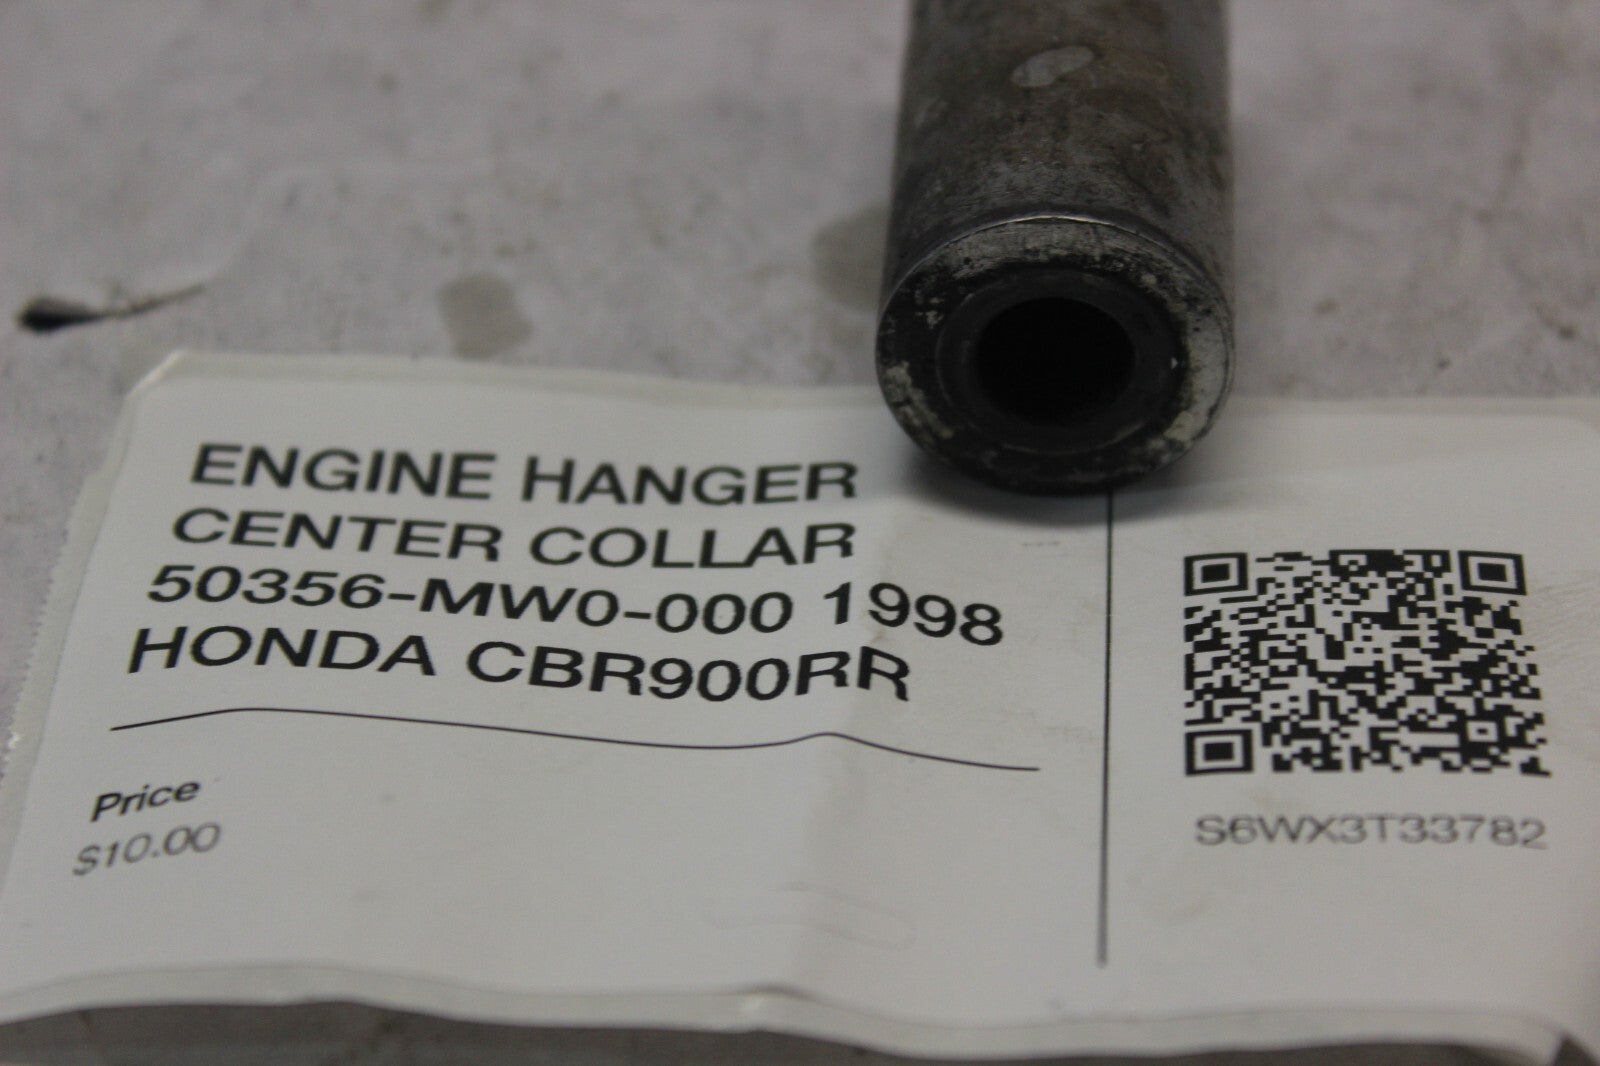 ENGINE HANGER
CENTER COLLAR
50356-MW0-000 1998
HONDA CBR900RR
Price
$10.00
S6WX3T33782